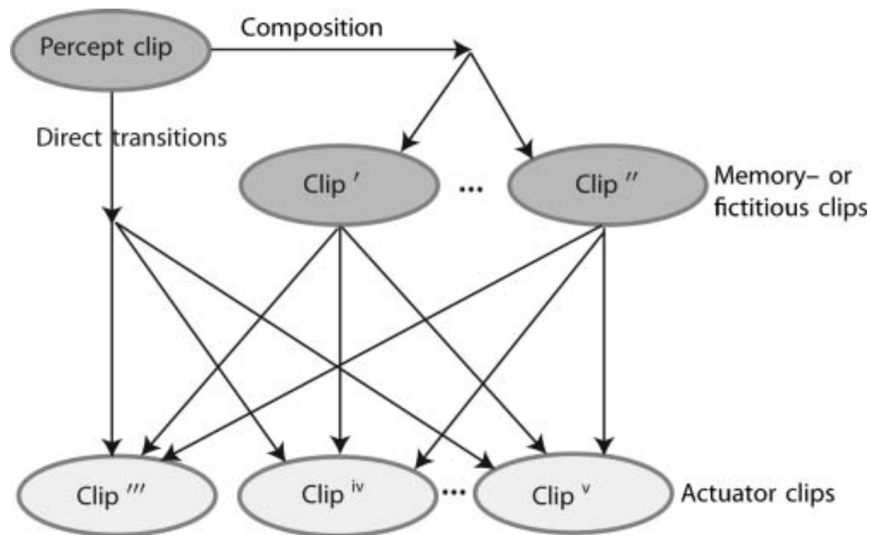 Percept clip
Composition
Direct transitions
Clip ′
...
Clip ″
Memory– or
fictitious clips
Clip ‴
Clip ⁱᵛ
...
Clip ᵛ
Actuator clips